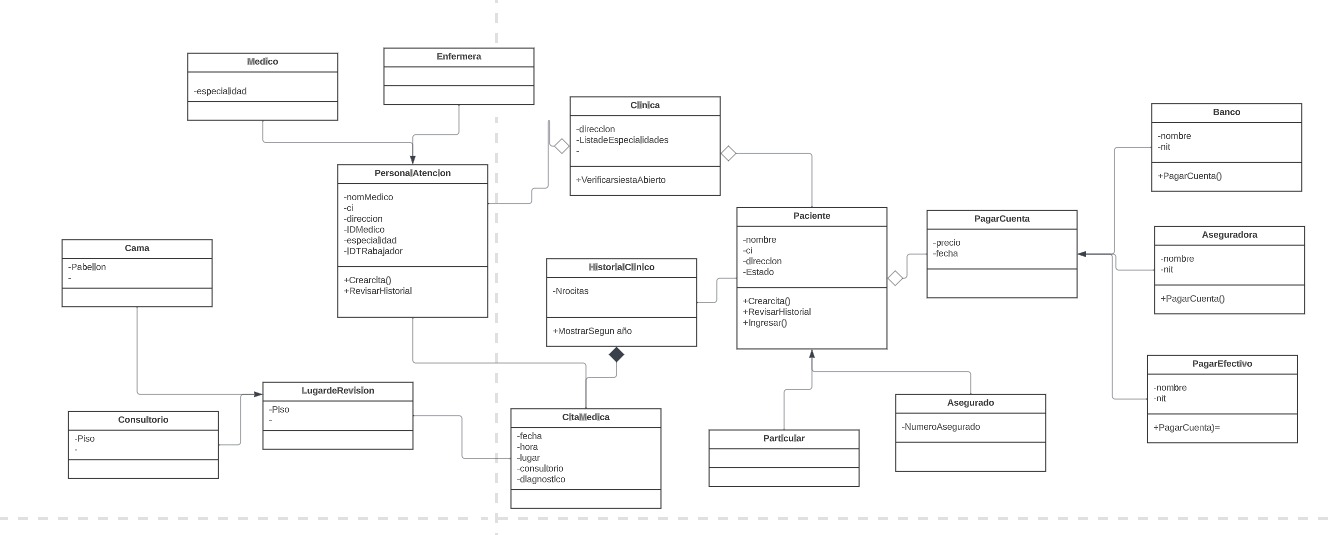 Medico
-especialidad
Enfermera
Clinica
-direccion
-ListadeEspecialidades
-
+VerificarsiestaAbierto
Banco
-nombre
-nit
+PagarCuenta()
PersonalAtencion
-nomMedico
-ci
-direccion
-IDMedico
-especialidad
-IDTRabajador
+Crearcita()
+RevisarHistorial
Paciente
-nombre
-ci
-direccion
-Estado
+Crearcita()
+RevisarHistorial
+Ingresar()
PagarCuenta
-precio
-fecha
Aseguradora
-nombre
-nit
+PagarCuenta()
Cama
-Pabellon
-
HistorialClinico
-Nrocitas
+MostrarSegun año
PagarEfectivo
-nombre
-nit
+PagarCuenta)=
LugardeRevision
-Piso
-
Consultorio
-Piso
-
CitaMedica
-fecha
-hora
-lugar
-consultorio
-diagnostico
Particular
Asegurado
-NumeroAsegurado